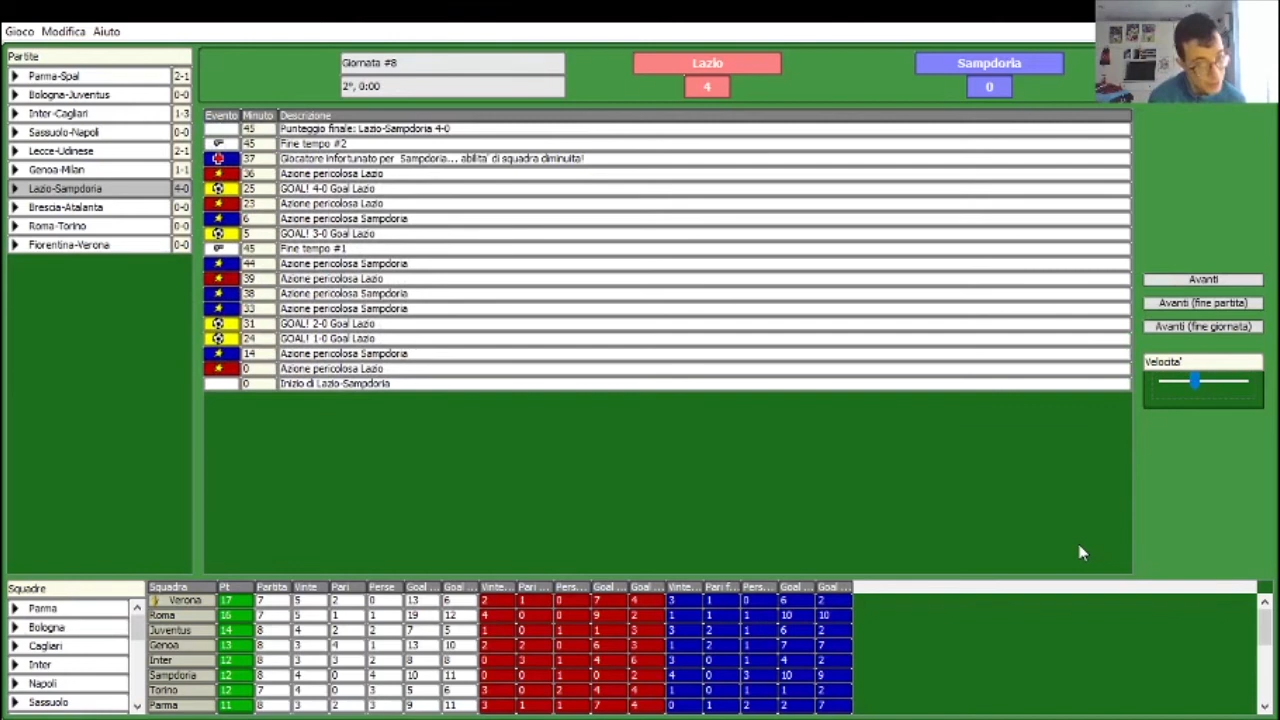 Gioco Modifica Aiuto
Partite
Parma-Spal 2-1
Bologna-Juventus 0-0
Inter-Cagliari 1-3
Sassuolo-Napoli 0-0
Lecce-Udinese 2-1
Genoa-Milan 1-1
Lazio-Sampdoria 4-0
Brescia-Atalanta 0-0
Roma-Torino 0-0
Fiorentina-Verona 0-0
Giornata #8
2°, 0:00
Lazio
4
Sampdoria
0
Evento Minuto Descrizione
45 Punteggio finale: Lazio-Sampdoria 4-0
45 Fine tempo #2
37 Giocatore infortunato per Sampdoria... abilita' di squadra diminuita!
36 Azione pericolosa Lazio
25 GOAL! 4-0 Goal Lazio
23 Azione pericolosa Lazio
6 Azione pericolosa Sampdoria
5 GOAL! 3-0 Goal Lazio
45 Fine tempo #1
44 Azione pericolosa Sampdoria
39 Azione pericolosa Lazio
38 Azione pericolosa Sampdoria
33 Azione pericolosa Sampdoria
31 GOAL! 2-0 Goal Lazio
24 GOAL! 1-0 Goal Lazio
14 Azione pericolosa Sampdoria
0 Azione pericolosa Lazio
0 Inizio di Lazio-Sampdoria
Avanti
Avanti (fine partita)
Avanti (fine giornata)
Velocita'
Squadre
Parma
Bologna
Cagliari
Inter
Napoli
Sassuolo
Squadra Pt Partita Vinte Pari Perse Goal ... Goal ... Vinte... Pari ... Pers... Goal ... Goal ... Vinte... Pari f... Pers... Goal ... Goal ...
Verona 17 7 5 2 0 13 6 2 1 0 7 4 3 1 0 6 2
Roma 16 7 5 1 1 19 12 4 0 0 9 2 1 1 1 10 10
Juventus 14 8 4 2 2 7 5 1 0 1 1 3 3 2 1 6 2
Genoa 13 8 3 4 1 13 10 2 2 0 6 3 1 2 1 7 7
Inter 12 8 3 3 2 8 8 0 3 1 4 6 3 0 1 4 2
Sampdoria 12 8 4 0 4 10 11 0 0 1 0 2 4 0 3 10 9
Torino 12 7 4 0 3 5 6 3 0 2 4 4 1 0 1 1 2
Parma 11 8 3 2 3 9 11 3 1 1 7 4 0 1 2 2 7